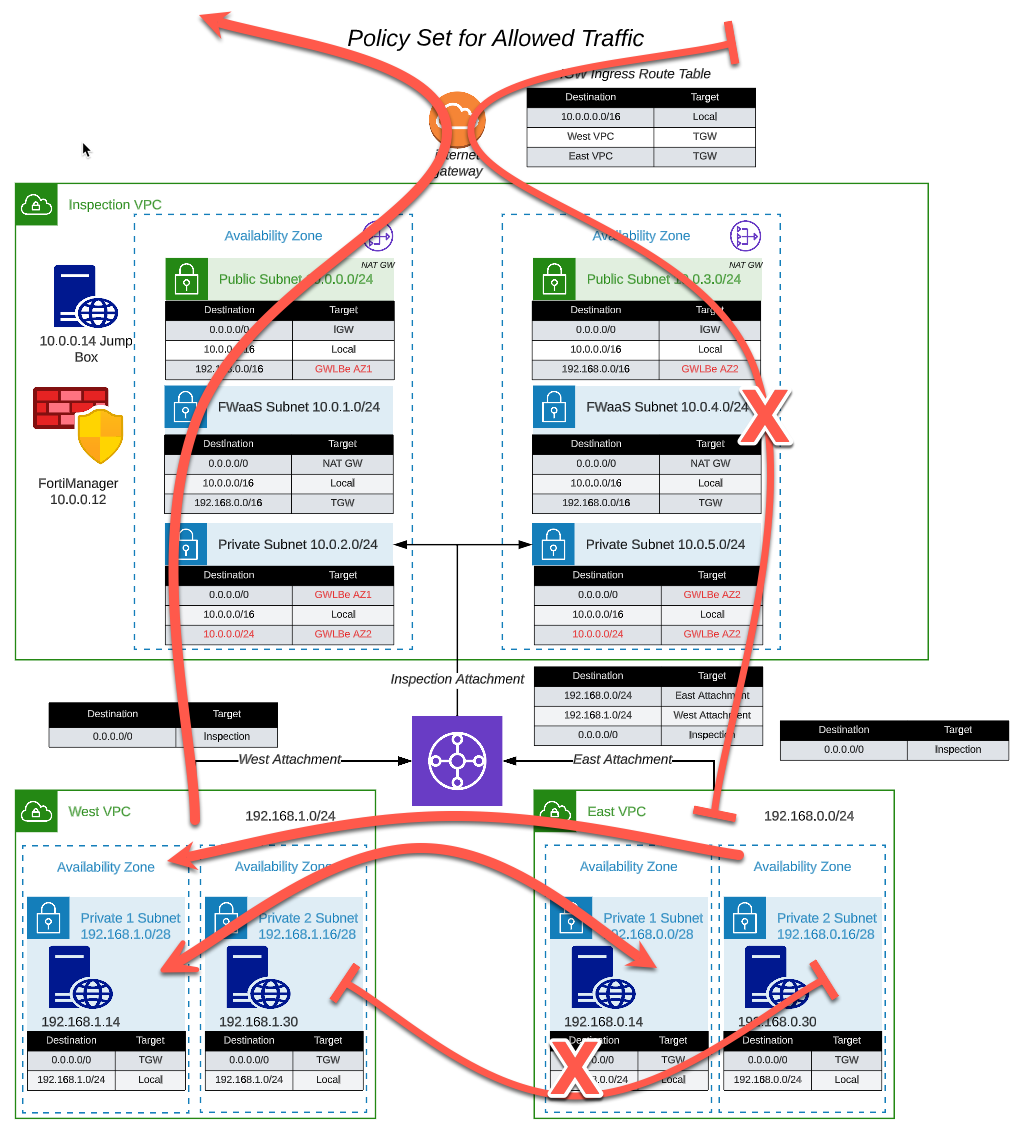 Policy Set for Allowed Traffic
Ingress Route Table
Destination Target
10.0.0.0.0/16 Local
West VPC TGW
East VPC TGW
internet
gateway
Inspection VPC
Availability Zone
NAT GW
Public Subnet
Destination Target
0.0.0.0/0 IGW
10.0.0.0/16 Local
192.168.0.0/16 GWLBe AZ1
FWaaS Subnet 10.0.1.0/24
Destination Target
0.0.0.0/0 NAT GW
10.0.0.0/16 Local
192.168.0.0/16 TGW
Private Subnet 10.0.2.0/24
Destination Target
0.0.0.0/0 GWLBe AZ1
10.0.0.0/16 Local
10.0.0.0/24 GWLBe AZ2
Availability Zone
NAT GW
Public Subnet 10.0.3.0/24
Destination Target
0.0.0.0/0 IGW
10.0.0.0/16 Local
192.168.0.0/16 GWLBe AZ2
FWaaS Subnet 10.0.4.0/24
Destination Target
0.0.0.0/0 NAT GW
10.0.0.0/16 Local
192.168.0.0/16 TGW
Private Subnet 10.0.5.0/24
Destination Target
0.0.0.0/0 GWLBe AZ2
10.0.0.0/16 Local
10.0.0.0/24 GWLBe AZ2
10.0.0.14 Jump
Box
FortiManager
10.0.0.12
Inspection Attachment
Destination Target
192.168.0.0/24 East Attachment
192.168.1.0/24 West Attachment
0.0.0.0/0 Inspection
Destination Target
0.0.0.0/0 Inspection
Destination Target
0.0.0.0/0 Inspection
West Attachment
East Attachment
West VPC
192.168.1.0/24
Availability Zone
Private 1 Subnet
192.168.1.0/28
192.168.1.14
Destination Target
0.0.0.0/0 TGW
192.168.1.0/24 Local
Availability Zone
Private 2 Subnet
192.168.1.16/28
192.168.1.30
Destination Target
0.0.0.0/0 TGW
192.168.1.0/24 Local
East VPC
192.168.0.0/24
Availability Zone
Private 1 Subnet
192.168.0.0/28
192.168.0.14
Destination Target
TGW
Local
Availability Zone
Private 2 Subnet
192.168.0.16/28
192.168.0.30
Destination Target
0.0.0.0/0 TGW
192.168.0.0/24 Local